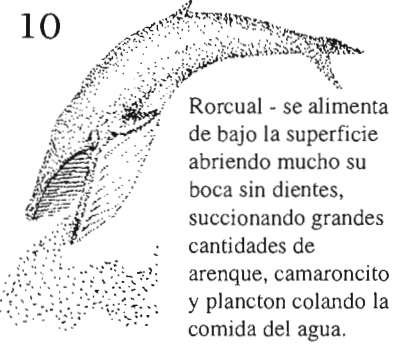 10
Rorcual - se alimenta
de bajo la superficie
abriendo mucho su
boca sin dientes,
succionando grandes
cantidades de
arenque, camaroncito
y plancton colando la
comida del agua.